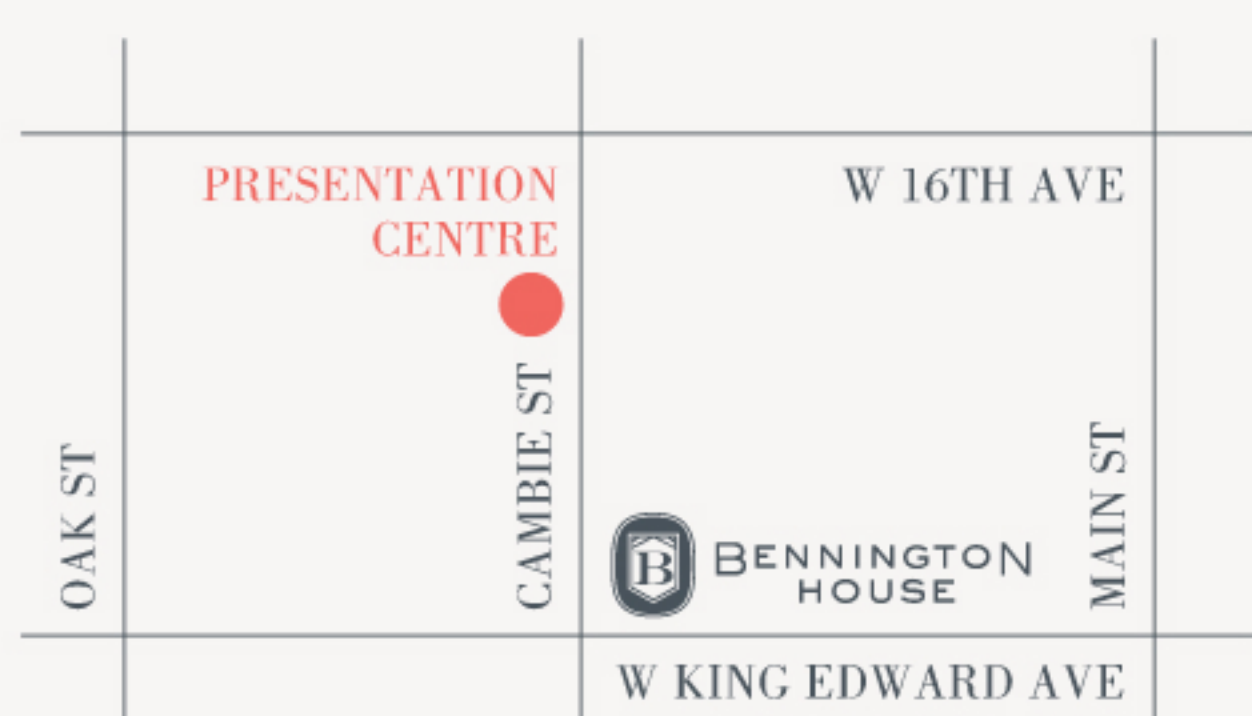 PRESENTATION
CENTRE
W 16TH AVE
OAK ST
CAMBIE ST
B
BENNINGTON
HOUSE
MAIN ST
W KING EDWARD AVE